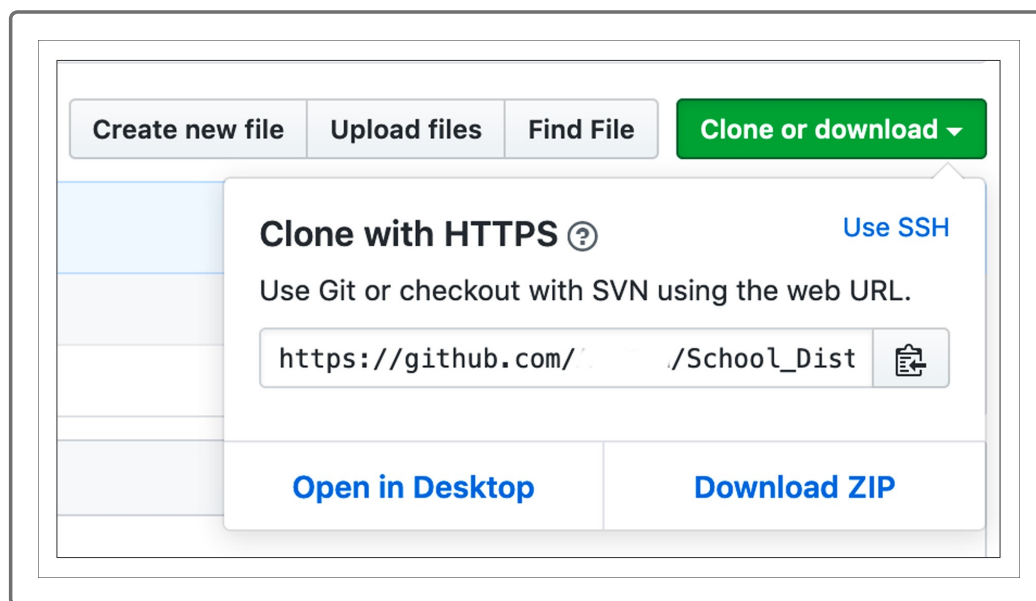 Create new file Upload files Find File Clone or download
Clone with HTTPS ? Use SSH
Use Git or checkout with SVN using the web URL.
https://github.com/ /School_Dist
Open in Desktop Download ZIP